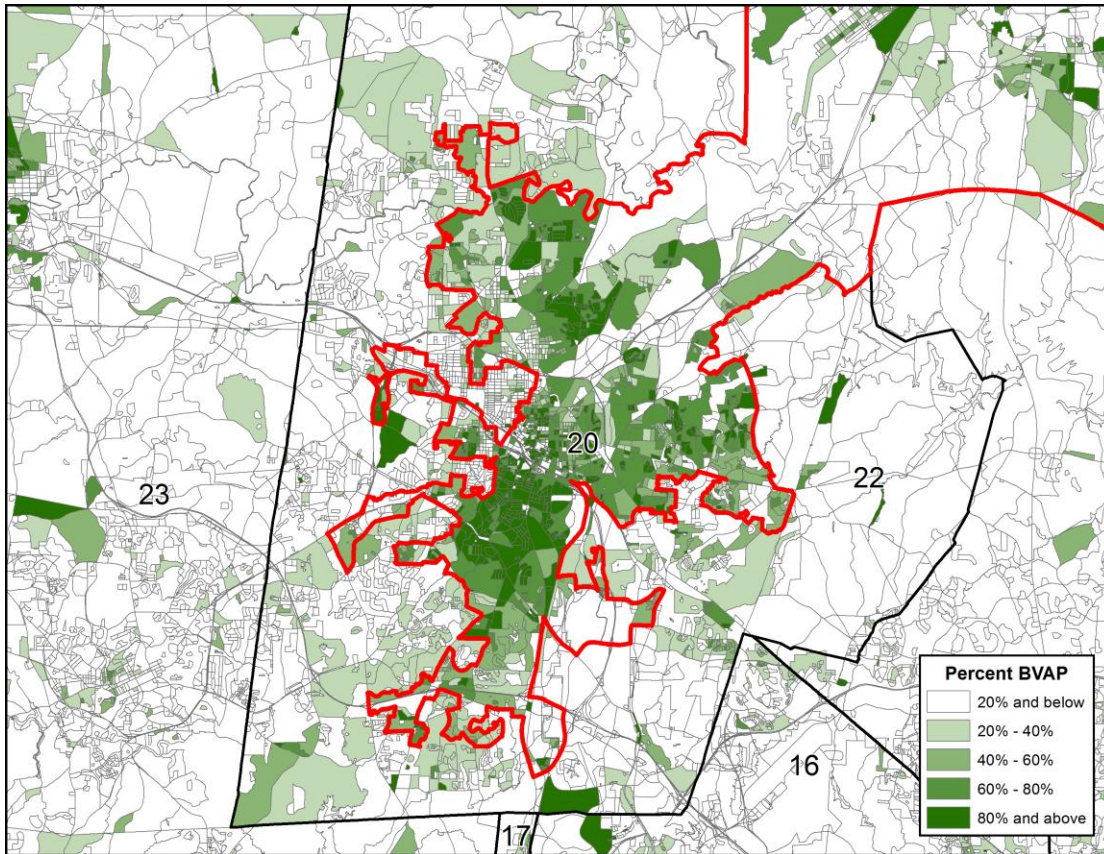 20
22
23
16
17
Percent BVAP
20% and below
20% - 40%
40% - 60%
60% - 80%
80% and above